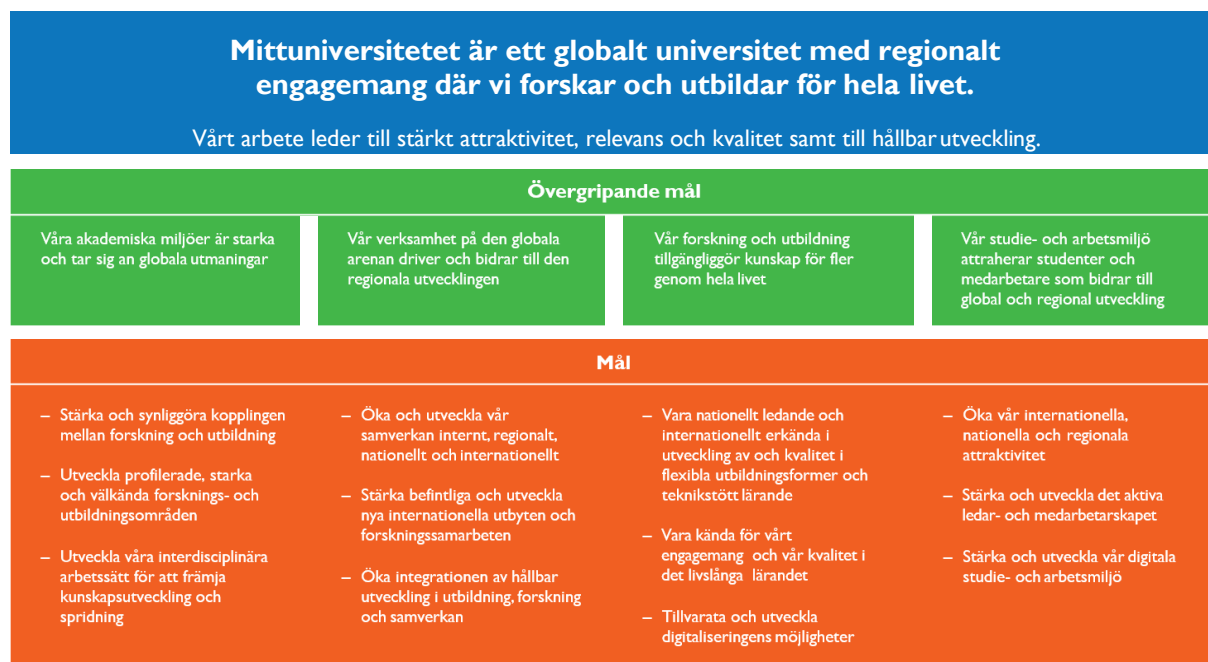 Mittuniversitetet är ett globalt universitet med regionalt
engagemang där vi forskar och utbildar för hela livet.
Vårt arbete leder till stärkt attraktivitet, relevans och kvalitet samt till hållbar utveckling.
Övergripande mål
Våra akademiska miljöer är starka
och tar sig an globala utmaningar
Vår verksamhet på den globala
arenan driver och bidrar till den
regionala utvecklingen
Vår forskning och utbildning
tillgängliggör kunskap för fler
genom hela livet
Vår studie- och arbetsmiljö
attraherar studenter och
medarbetare som bidrar till
global och regional utveckling
Mål
– Stärka och synliggöra kopplingen
mellan forskning och utbildning
– Utveckla profilerade, starka
och välkända forsknings- och
utbildningsområden
– Utveckla våra interdisciplinära
arbetssätt för att främja
kunskapsutveckling och
spridning
– Öka och utveckla vår
samverkan internt, regionalt,
nationellt och internationellt
– Stärka befintliga och utveckla
nya internationella utbyten och
forskningssamarbeten
– Öka integrationen av hållbar
utveckling i utbildning, forskning
och samverkan
– Vara nationellt ledande och
internationellt erkända i
utveckling av och kvalitet i
flexibla utbildningsformer och
teknikstött lärande
– Vara kända för vårt
engagemang och vår kvalitet i
det livslånga lärandet
– Tillvarata och utveckla
digitaliseringens möjligheter
– Öka vår internationella,
nationella och regionala
attraktivitet
– Stärka och utveckla det aktiva
ledar- och medarbetarskapet
– Stärka och utveckla vår digitala
studie- och arbetsmiljö